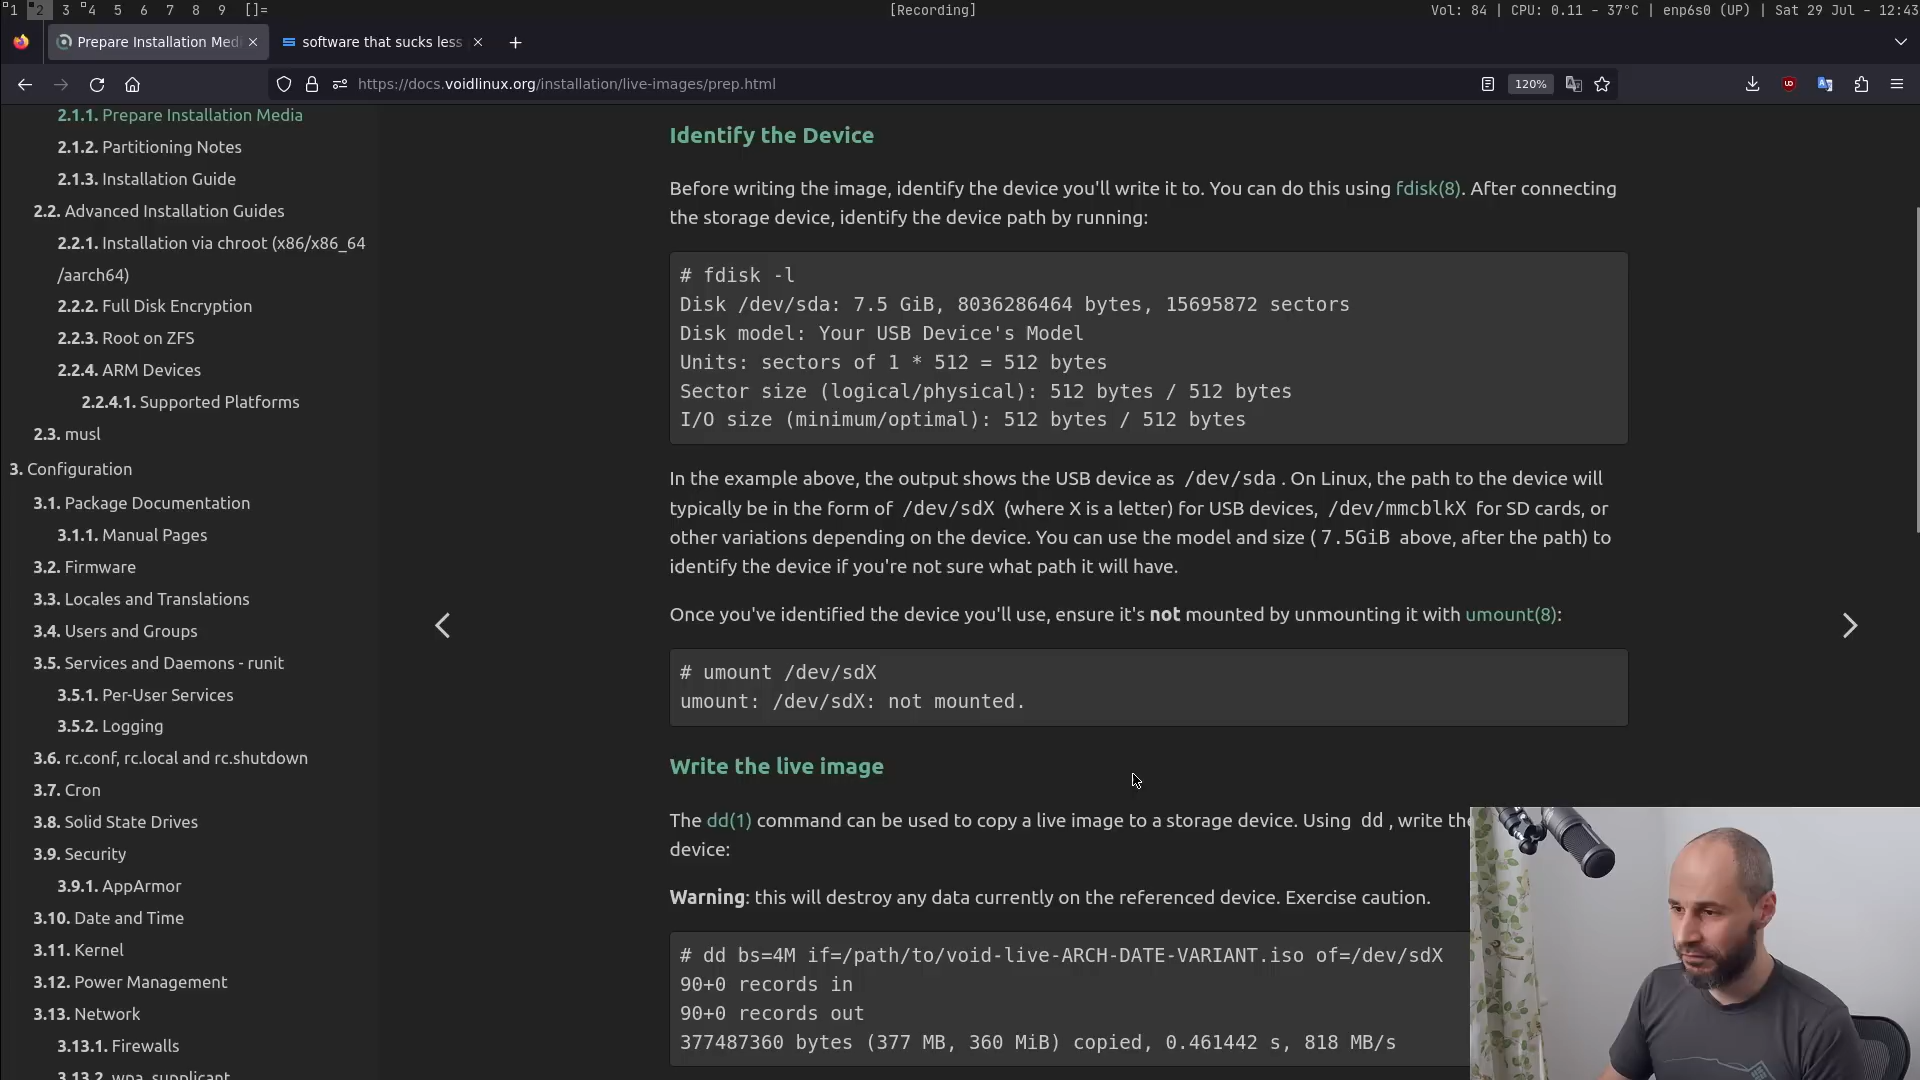 1 2 3 4 5 6 7 8 9 []=
[Recording]
Vol: 84 | CPU: 0.11 - 37°C | enp6s0 (UP) | Sat 29 Jul - 12:43
Prepare Installation Medi
software that sucks less
https://docs.voidlinux.org/installation/live-images/prep.html
120%
2.1.1. Prepare Installation Media
2.1.2. Partitioning Notes
2.1.3. Installation Guide
2.2. Advanced Installation Guides
2.2.1. Installation via chroot (x86/x86_64
/aarch64)
2.2.2. Full Disk Encryption
2.2.3. Root on ZFS
2.2.4. ARM Devices
2.2.4.1. Supported Platforms
2.3. musl
3. Configuration
3.1. Package Documentation
3.1.1. Manual Pages
3.2. Firmware
3.3. Locales and Translations
3.4. Users and Groups
3.5. Services and Daemons - runit
3.5.1. Per-User Services
3.5.2. Logging
3.6. rc.conf, rc.local and rc.shutdown
3.7. Cron
3.8. Solid State Drives
3.9. Security
3.9.1. AppArmor
3.10. Date and Time
3.11. Kernel
3.12. Power Management
3.13. Network
3.13.1. Firewalls
3.13.2. wpa_supplicant
Identify the Device
Before writing the image, identify the device you'll write it to. You can do this using fdisk(8). After connecting
the storage device, identify the device path by running:
# fdisk -l
Disk /dev/sda: 7.5 GiB, 8036286464 bytes, 15695872 sectors
Disk model: Your USB Device's Model
Units: sectors of 1 * 512 = 512 bytes
Sector size (logical/physical): 512 bytes / 512 bytes
I/O size (minimum/optimal): 512 bytes / 512 bytes
In the example above, the output shows the USB device as /dev/sda . On Linux, the path to the device will
typically be in the form of /dev/sdX (where X is a letter) for USB devices, /dev/mmcblkX for SD cards, or
other variations depending on the device. You can use the model and size ( 7.5GiB above, after the path) to
identify the device if you're not sure what path it will have.
Once you've identified the device you'll use, ensure it's not mounted by unmounting it with umount(8):
# umount /dev/sdX
umount: /dev/sdX: not mounted.
Write the live image
The dd(1) command can be used to copy a live image to a storage device. Using dd , write the
device:
Warning: this will destroy any data currently on the referenced device. Exercise caution.
# dd bs=4M if=/path/to/void-live-ARCH-DATE-VARIANT.iso of=/dev/sdX
90+0 records in
90+0 records out
377487360 bytes (377 MB, 360 MiB) copied, 0.461442 s, 818 MB/s